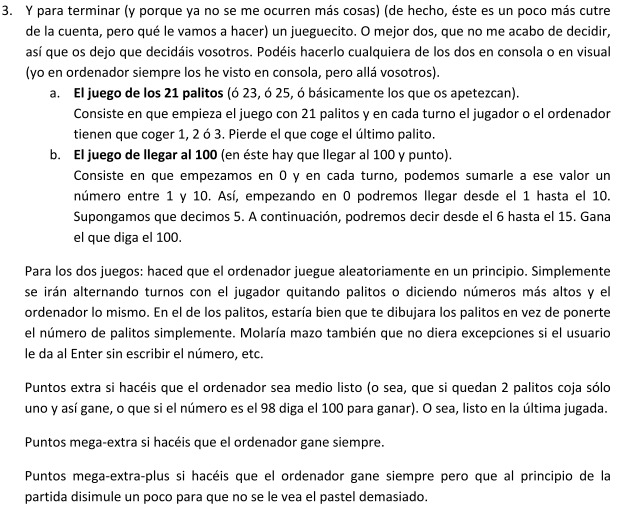 3. Y para terminar (y porque ya no se me ocurren más cosas) (de hecho, éste es un poco más cutre
de la cuenta, pero qué le vamos a hacer) un jueguecito. O mejor dos, que no me acabo de decidir,
así que os dejo que decidáis vosotros. Podéis hacerlo cualquiera de los dos en consola o en visual
(yo en ordenador siempre los he visto en consola, pero allá vosotros).
a. El juego de los 21 palitos (ó 23, ó 25, ó básicamente los que os apetezcan).
Consiste en que empieza el juego con 21 palitos y en cada turno el jugador o el ordenador
tienen que coger 1, 2 ó 3. Pierde el que coge el último palito.
b. El juego de llegar al 100 (en éste hay que llegar al 100 y punto).
Consiste en que empezamos en 0 y en cada turno, podemos sumarle a ese valor un
número entre 1 y 10. Así, empezando en 0 podremos llegar desde el 1 hasta el 10.
Supongamos que decimos 5. A continuación, podremos decir desde el 6 hasta el 15. Gana
el que diga el 100.
Para los dos juegos: haced que el ordenador juegue aleatoriamente en un principio. Simplemente
se irán alternando turnos con el jugador quitando palitos o diciendo números más altos y el
ordenador lo mismo. En el de los palitos, estaría bien que te dibujara los palitos en vez de ponerte
el número de palitos simplemente. Molaría mazo también que no diera excepciones si el usuario
le da al Enter sin escribir el número, etc.
Puntos extra si hacéis que el ordenador sea medio listo (o sea, que si quedan 2 palitos coja sólo
uno y así gane, o que si el número es el 98 diga el 100 para ganar). O sea, listo en la última jugada.
Puntos mega-extra si hacéis que el ordenador gane siempre.
Puntos mega-extra-plus si hacéis que el ordenador gane siempre pero que al principio de la
partida disimule un poco para que no se le vea el pastel demasiado.